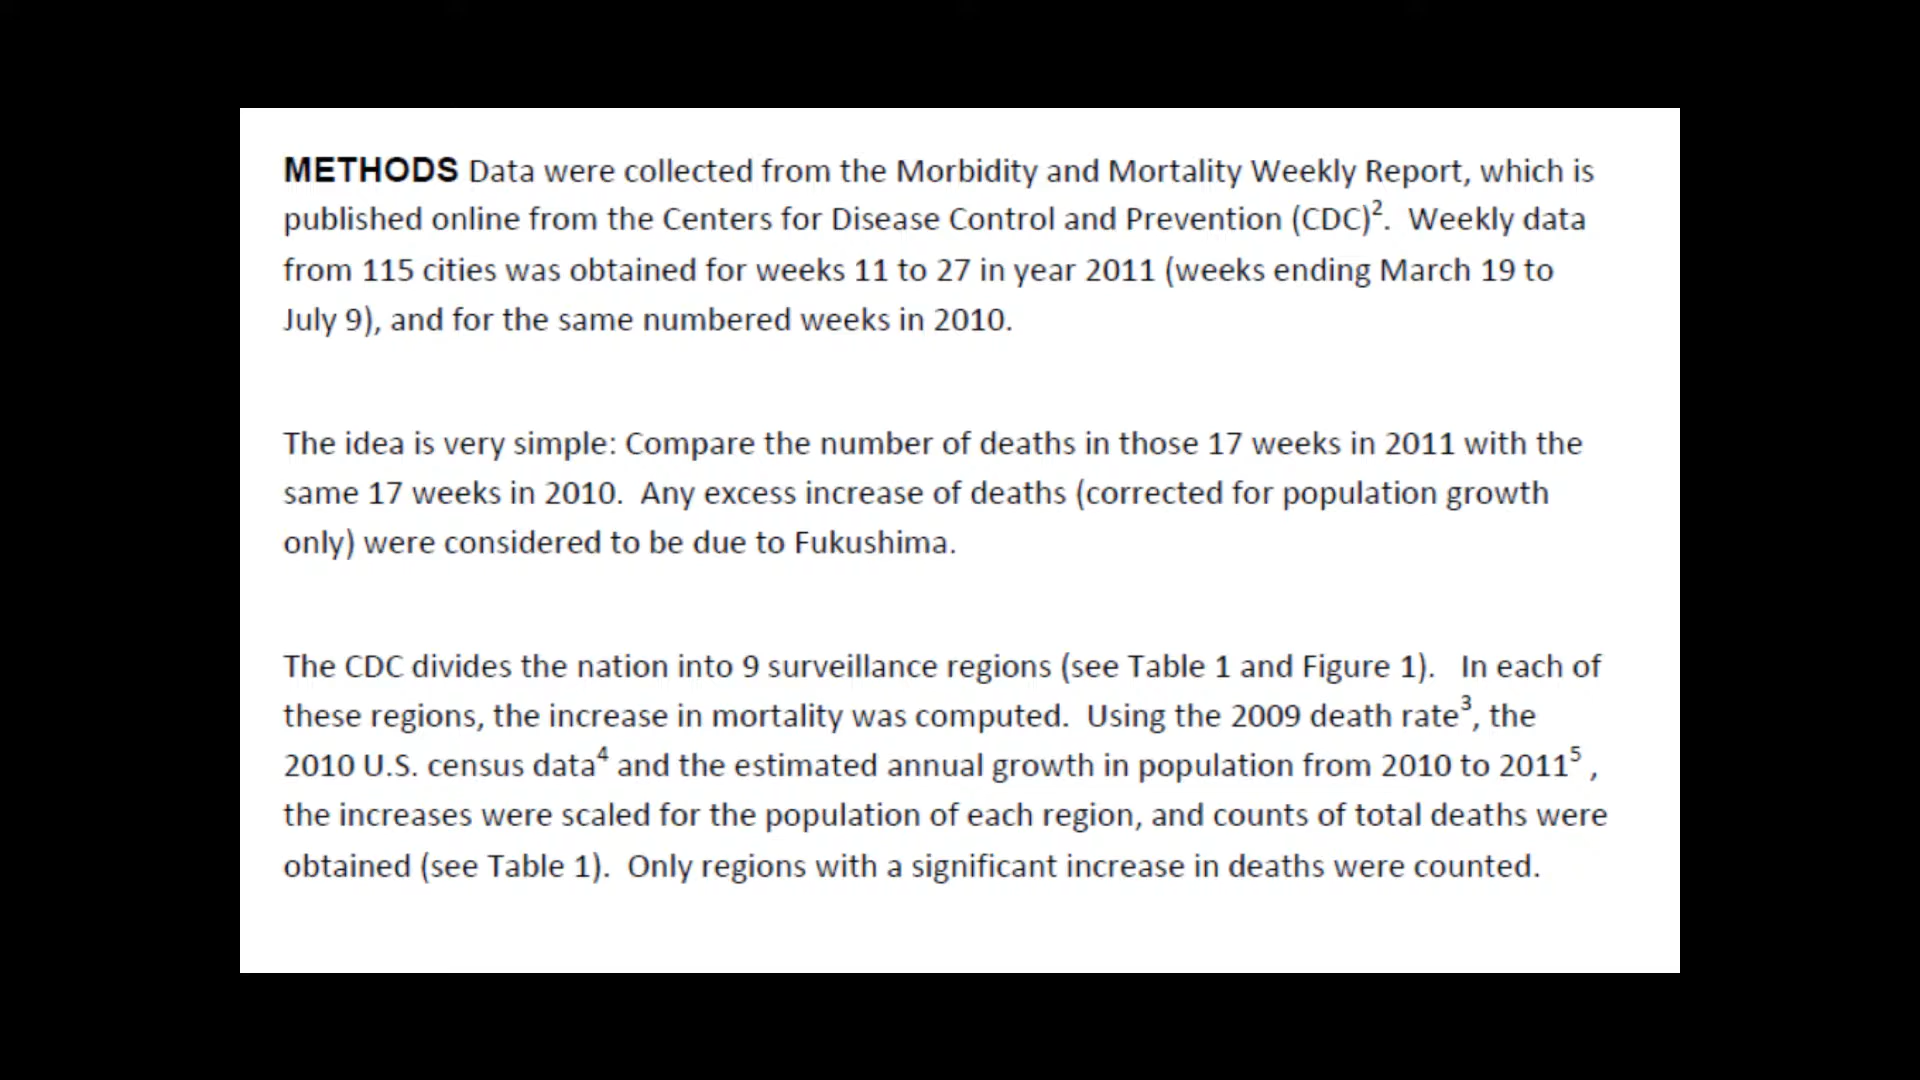 METHODS Data were collected from the Morbidity and Mortality Weekly Report, which is
published online from the Centers for Disease Control and Prevention (CDC)². Weekly data
from 115 cities was obtained for weeks 11 to 27 in year 2011 (weeks ending March 19 to
July 9), and for the same numbered weeks in 2010.
The idea is very simple: Compare the number of deaths in those 17 weeks in 2011 with the
same 17 weeks in 2010. Any excess increase of deaths (corrected for population growth
only) were considered to be due to Fukushima.
The CDC divides the nation into 9 surveillance regions (see Table 1 and Figure 1). In each of
these regions, the increase in mortality was computed. Using the 2009 death rate³, the
2010 U.S. census data⁴ and the estimated annual growth in population from 2010 to 2011⁵ ,
the increases were scaled for the population of each region, and counts of total deaths were
obtained (see Table 1). Only regions with a significant increase in deaths were counted.